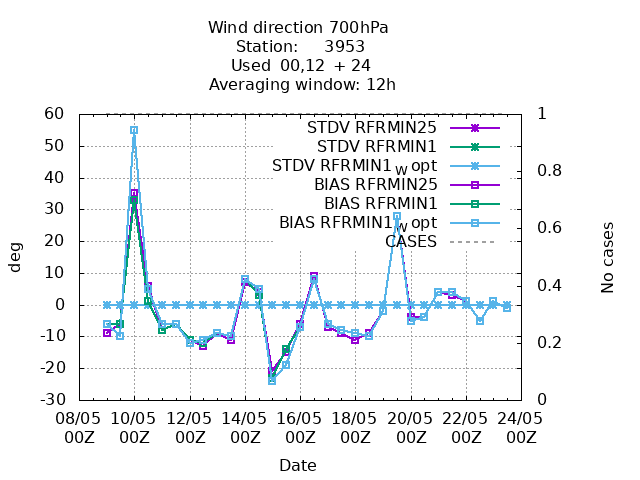 Wind direction 700hPa
Station: 3953
Used 00,12 + 24
Averaging window: 12h
60 1
50
40 0.8
30
20 0.6
10
0 0.4
-10
-20 0.2
-30 0
deg
No cases
STDV RFRMIN25
STDV RFRMIN1
STDV RFRMIN1_w opt
BIAS RFRMIN25
BIAS RFRMIN1
BIAS RFRMIN1_w opt
CASES
08/05 10/05 12/05 14/05 16/05 18/05 20/05 22/05 24/05
00Z 00Z 00Z 00Z 00Z 00Z 00Z 00Z 00Z
Date